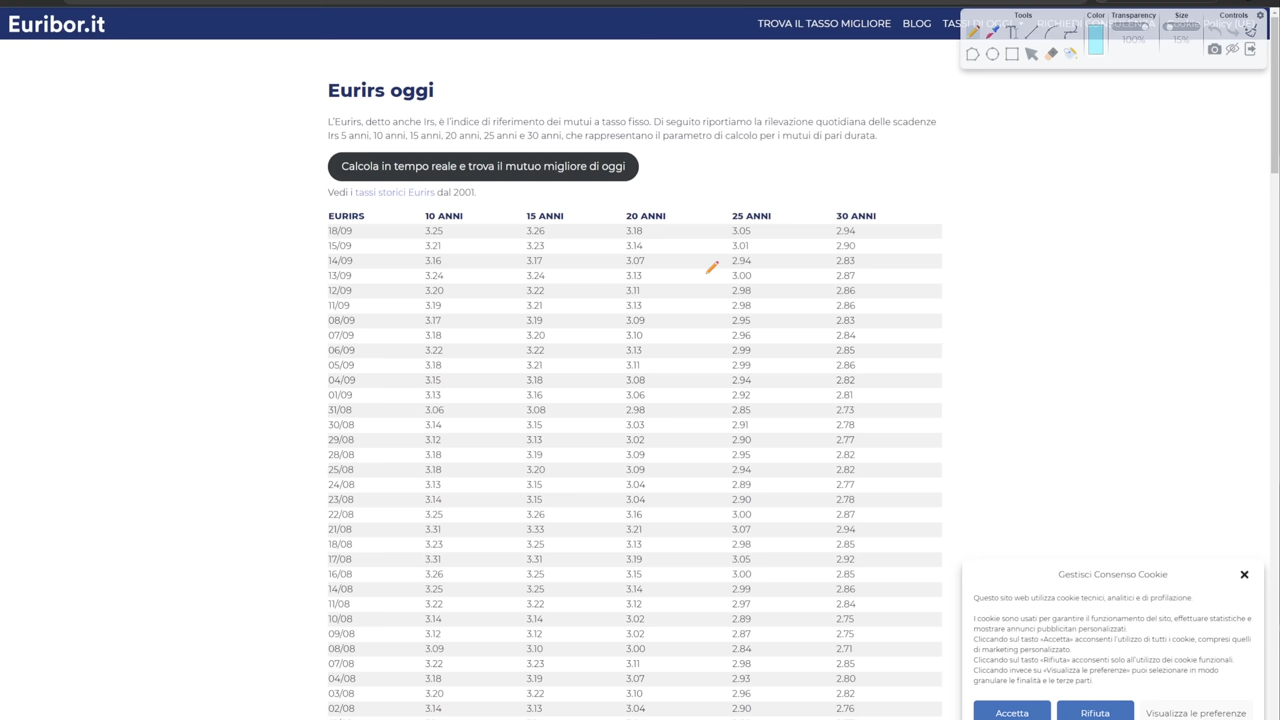 Euribor.it
TROVA IL TASSO MIGLIORE BLOG TASSI DI OGGI RICHIEDI CONSULENZA Cookie Policy (UE)
Tools Color Transparency Size Controls
100% 15%
Eurirs oggi
L'Eurirs, detto anche Irs, è l'indice di riferimento dei mutui a tasso fisso. Di seguito riportiamo la rilevazione quotidiana delle scadenze
Irs 5 anni, 10 anni, 15 anni, 20 anni, 25 anni e 30 anni, che rappresentano il parametro di calcolo per i mutui di pari durata.
Calcola in tempo reale e trova il mutuo migliore di oggi
Vedi i tassi storici Eurirs dal 2001.
EURIRS 10 ANNI 15 ANNI 20 ANNI 25 ANNI 30 ANNI
18/09 3.25 3.26 3.18 3.05 2.94
15/09 3.21 3.23 3.14 3.01 2.90
14/09 3.16 3.17 3.07 2.94 2.83
13/09 3.24 3.24 3.13 3.00 2.87
12/09 3.20 3.22 3.11 2.98 2.86
11/09 3.19 3.21 3.13 2.98 2.86
08/09 3.17 3.19 3.09 2.95 2.83
07/09 3.18 3.20 3.10 2.96 2.84
06/09 3.22 3.22 3.13 2.99 2.85
05/09 3.18 3.21 3.11 2.99 2.86
04/09 3.15 3.18 3.08 2.94 2.82
01/09 3.13 3.16 3.06 2.92 2.81
31/08 3.06 3.08 2.98 2.85 2.73
30/08 3.14 3.15 3.03 2.91 2.78
29/08 3.12 3.13 3.02 2.90 2.77
28/08 3.18 3.19 3.09 2.95 2.82
25/08 3.18 3.20 3.09 2.94 2.82
24/08 3.13 3.15 3.04 2.89 2.77
23/08 3.14 3.15 3.04 2.90 2.78
22/08 3.25 3.26 3.16 3.00 2.87
21/08 3.31 3.33 3.21 3.07 2.94
18/08 3.23 3.25 3.13 2.98 2.85
17/08 3.31 3.31 3.19 3.05 2.92
16/08 3.26 3.25 3.15 3.00 2.85
14/08 3.25 3.25 3.14 2.99 2.86
11/08 3.22 3.22 3.12 2.97 2.84
10/08 3.14 3.14 3.02 2.89 2.75
09/08 3.12 3.12 3.02 2.87 2.75
08/08 3.09 3.10 3.00 2.84 2.71
07/08 3.22 3.23 3.11 2.98 2.85
04/08 3.18 3.19 3.07 2.93 2.80
03/08 3.20 3.22 3.10 2.96 2.82
02/08 3.14 3.13 3.04 2.90 2.76
Gestisci Consenso Cookie
Questo sito web utilizza cookie tecnici, analitici e di profilazione.
I cookie sono usati per garantire il funzionamento del sito, effettuare statistiche e
mostrare annunci pubblicitari personalizzati.
Cliccando sul tasto «Accetta» acconsenti l'utilizzo di tutti i cookie, compresi quelli
di marketing personalizzato.
Cliccando sul tasto «Rifiuta» acconsenti solo all'utilizzo dei cookie funzionali.
Cliccando invece su «Visualizza le preferenze» puoi selezionare in modo
granulare le finalità e le terze parti.
Accetta Rifiuta Visualizza le preferenze